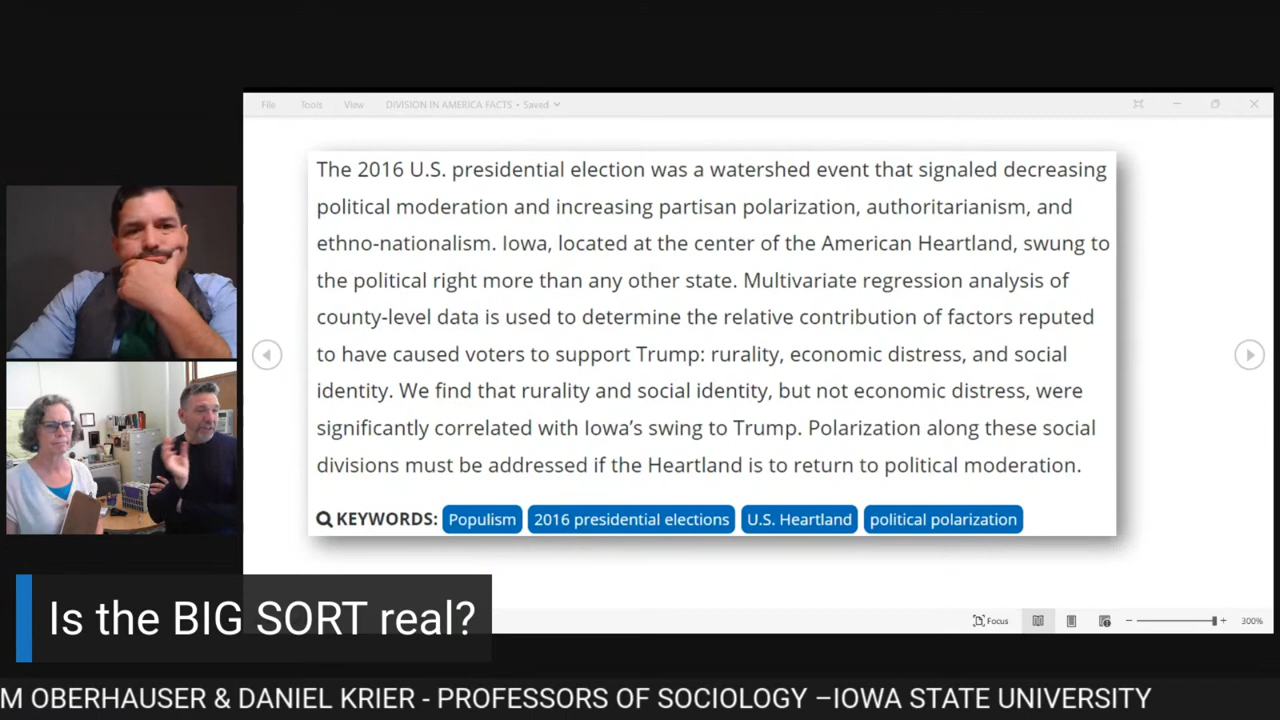 File Tools View DIVISION IN AMERICA FACTS • Saved
The 2016 U.S. presidential election was a watershed event that signaled decreasing
political moderation and increasing partisan polarization, authoritarianism, and
ethno-nationalism. Iowa, located at the center of the American Heartland, swung to
the political right more than any other state. Multivariate regression analysis of
county-level data is used to determine the relative contribution of factors reputed
to have caused voters to support Trump: rurality, economic distress, and social
identity. We find that rurality and social identity, but not economic distress, were
significantly correlated with Iowa’s swing to Trump. Polarization along these social
divisions must be addressed if the Heartland is to return to political moderation.
KEYWORDS: Populism 2016 presidential elections U.S. Heartland political polarization
Focus 300%
Is the BIG SORT real?
M OBERHAUSER & DANIEL KRIER - PROFESSORS OF SOCIOLOGY –IOWA STATE UNIVERSITY